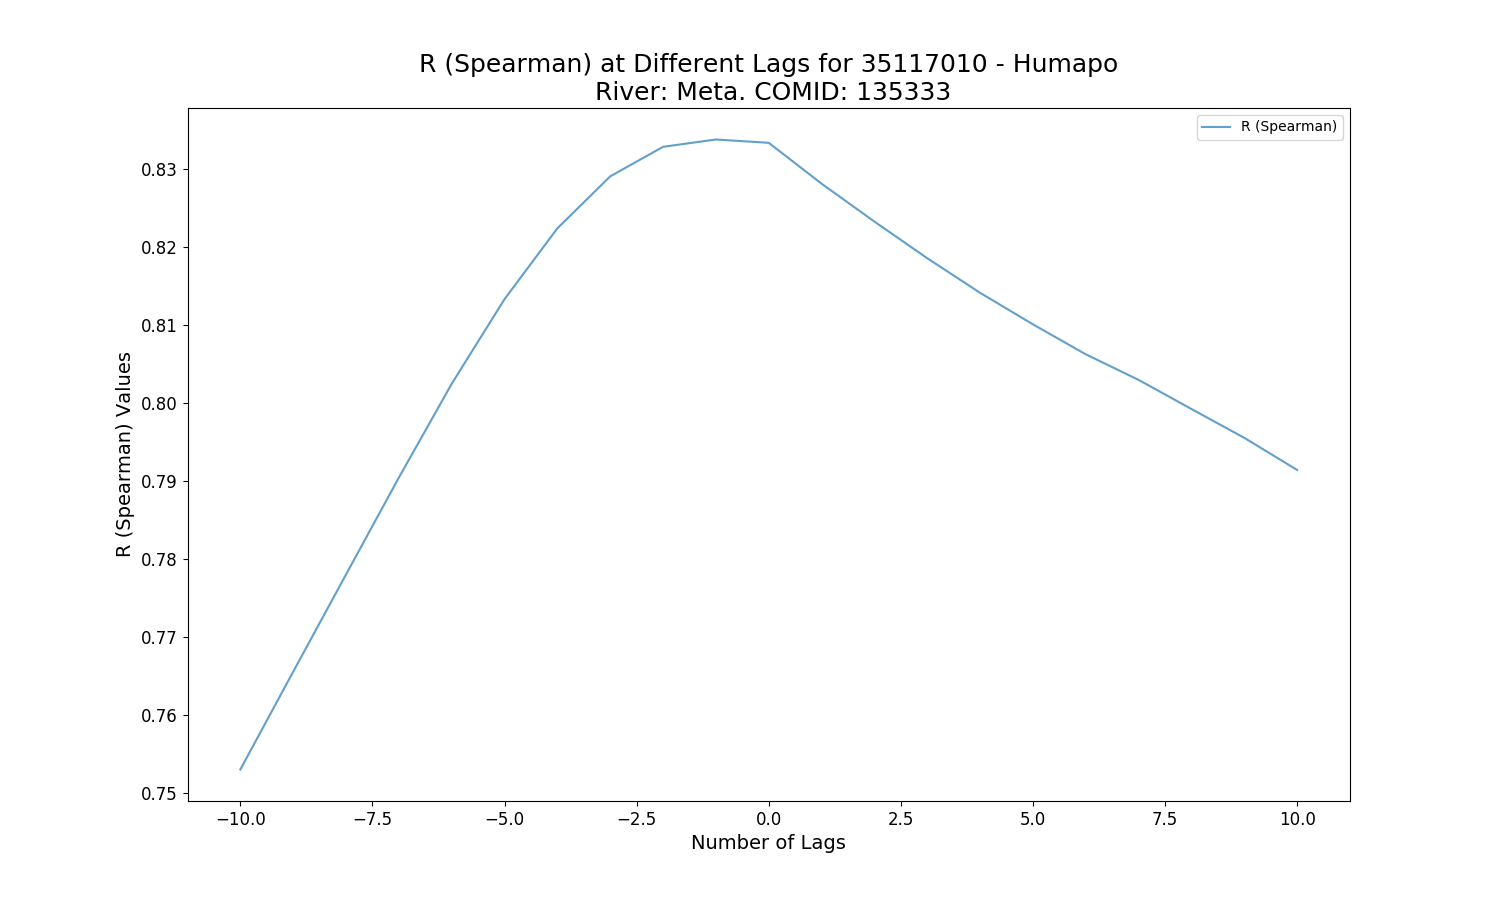 R (Spearman) at Different Lags for 35117010 - Humapo
River: Meta. COMID: 135333
R (Spearman)
R (Spearman) Values
0.83
0.82
0.81
0.80
0.79
0.78
0.77
0.76
0.75
−10.0 −7.5 −5.0 −2.5 0.0 2.5 5.0 7.5 10.0
Number of Lags